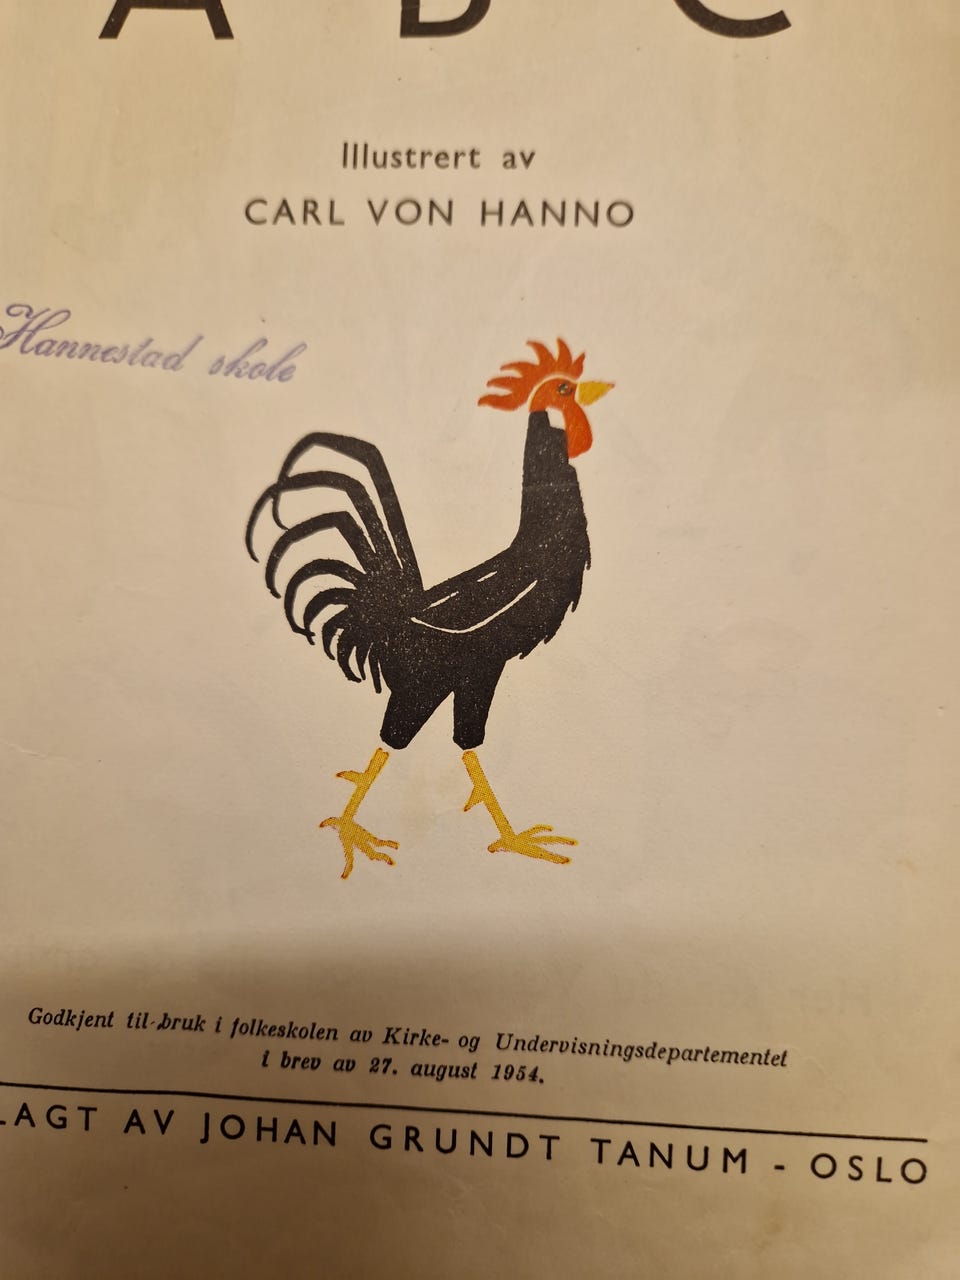 A B C
Illustrert av
CARL VON HANNO
Hannestad skole
Godkjent til bruk i folkeskolen av Kirke- og Undervisningsdepartementet
i brev av 27. august 1954.
LAGT AV JOHAN GRUNDT TANUM - OSLO